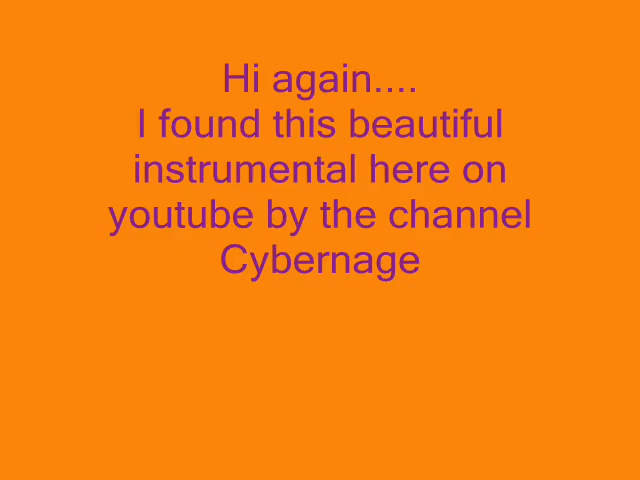 Hi again....
I found this beautiful
instrumental here on
youtube by the channel
Cybernage